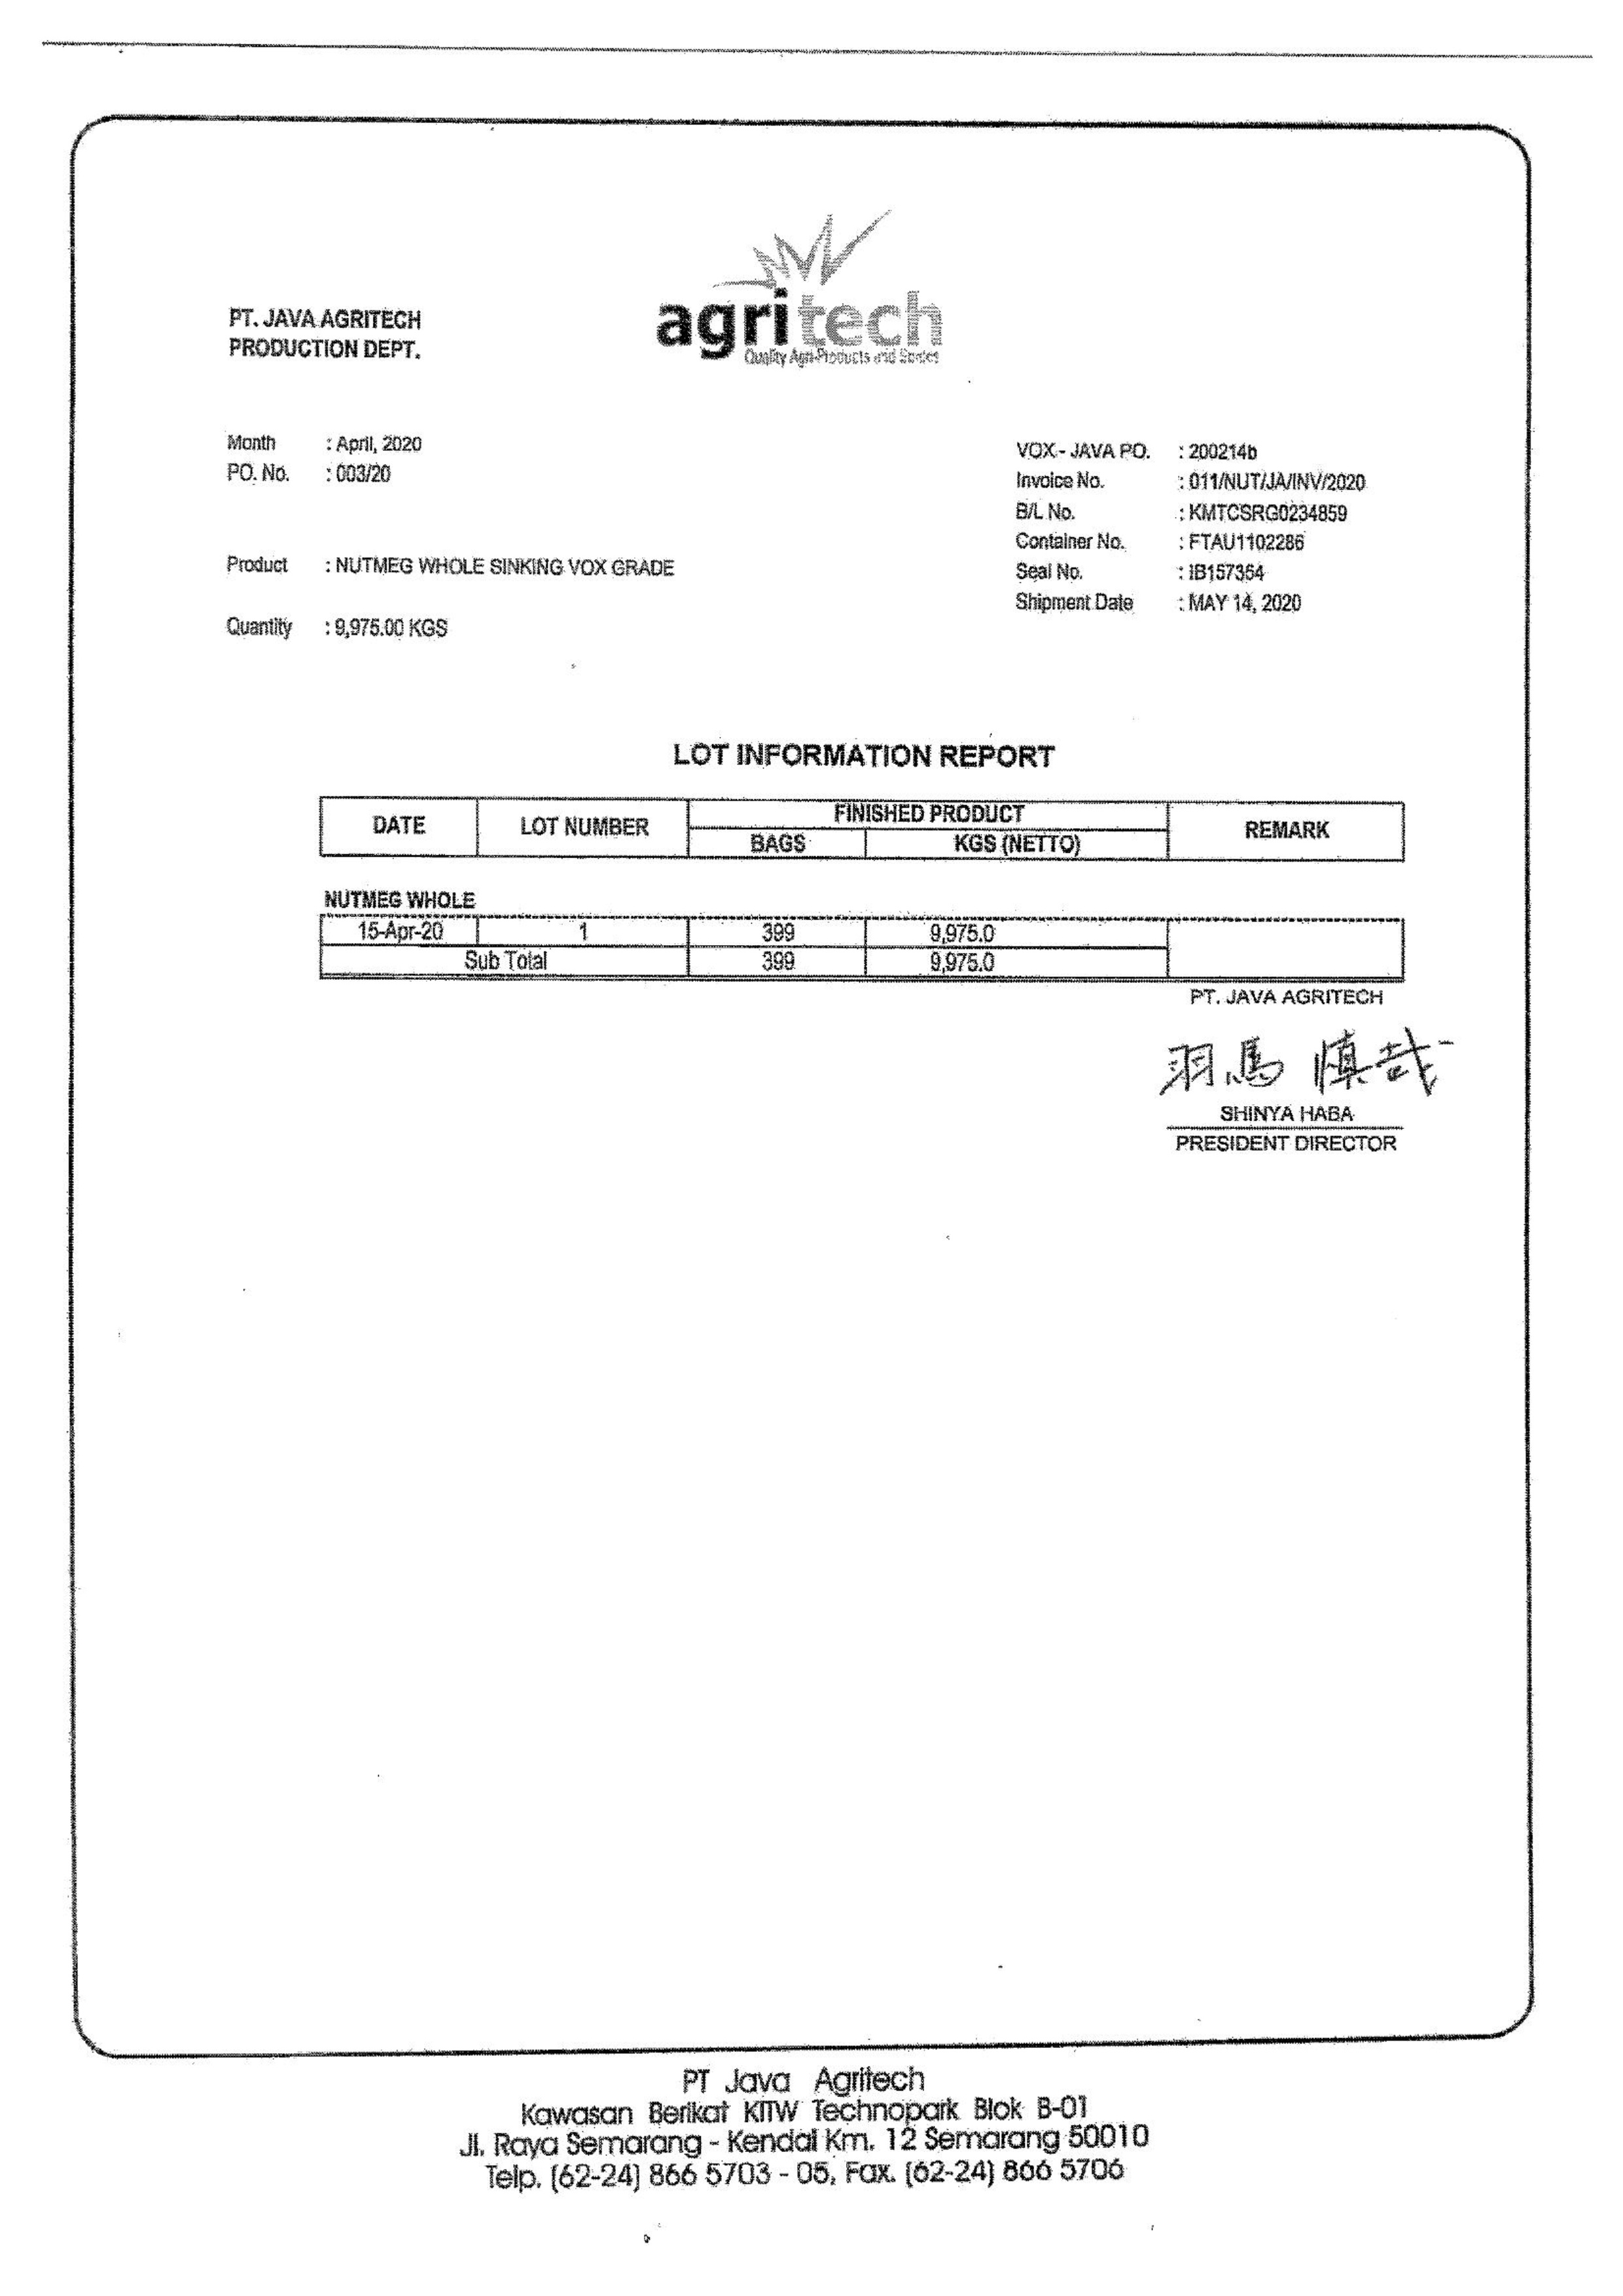 PT. JAVA AGRITECH
PRODUCTION DEPT.
agritech
Quality Agri-Products and Spices
Month : April, 2020
PO. No. : 003/20
Product : NUTMEG WHOLE SINKING VOX GRADE
Quantity : 9,975.00 KGS
VOX - JAVA PO. : 200214b
Invoice No. : 011/NUT/JA/INV/2020
B/L No. : KMTCSRG0234859
Container No. : FTAU1102286
Seal No. : IB157364
Shipment Date : MAY 14, 2020
LOT INFORMATION REPORT
DATE LOT NUMBER FINISHED PRODUCT REMARK
BAGS KGS (NETTO)
NUTMEG WHOLE
15-Apr-20 1 399 9,975.0
Sub Total 399 9,975.0
PT. JAVA AGRITECH
羽馬 慎哉
SHINYA HABA
PRESIDENT DIRECTOR
PT Java Agritech
Kawasan Berikat KITW Technopark Blok B-01
Jl. Raya Semarang - Kendal Km. 12 Semarang 50010
Telp. (62-24) 866 5703 - 05, Fax. (62-24) 866 5706